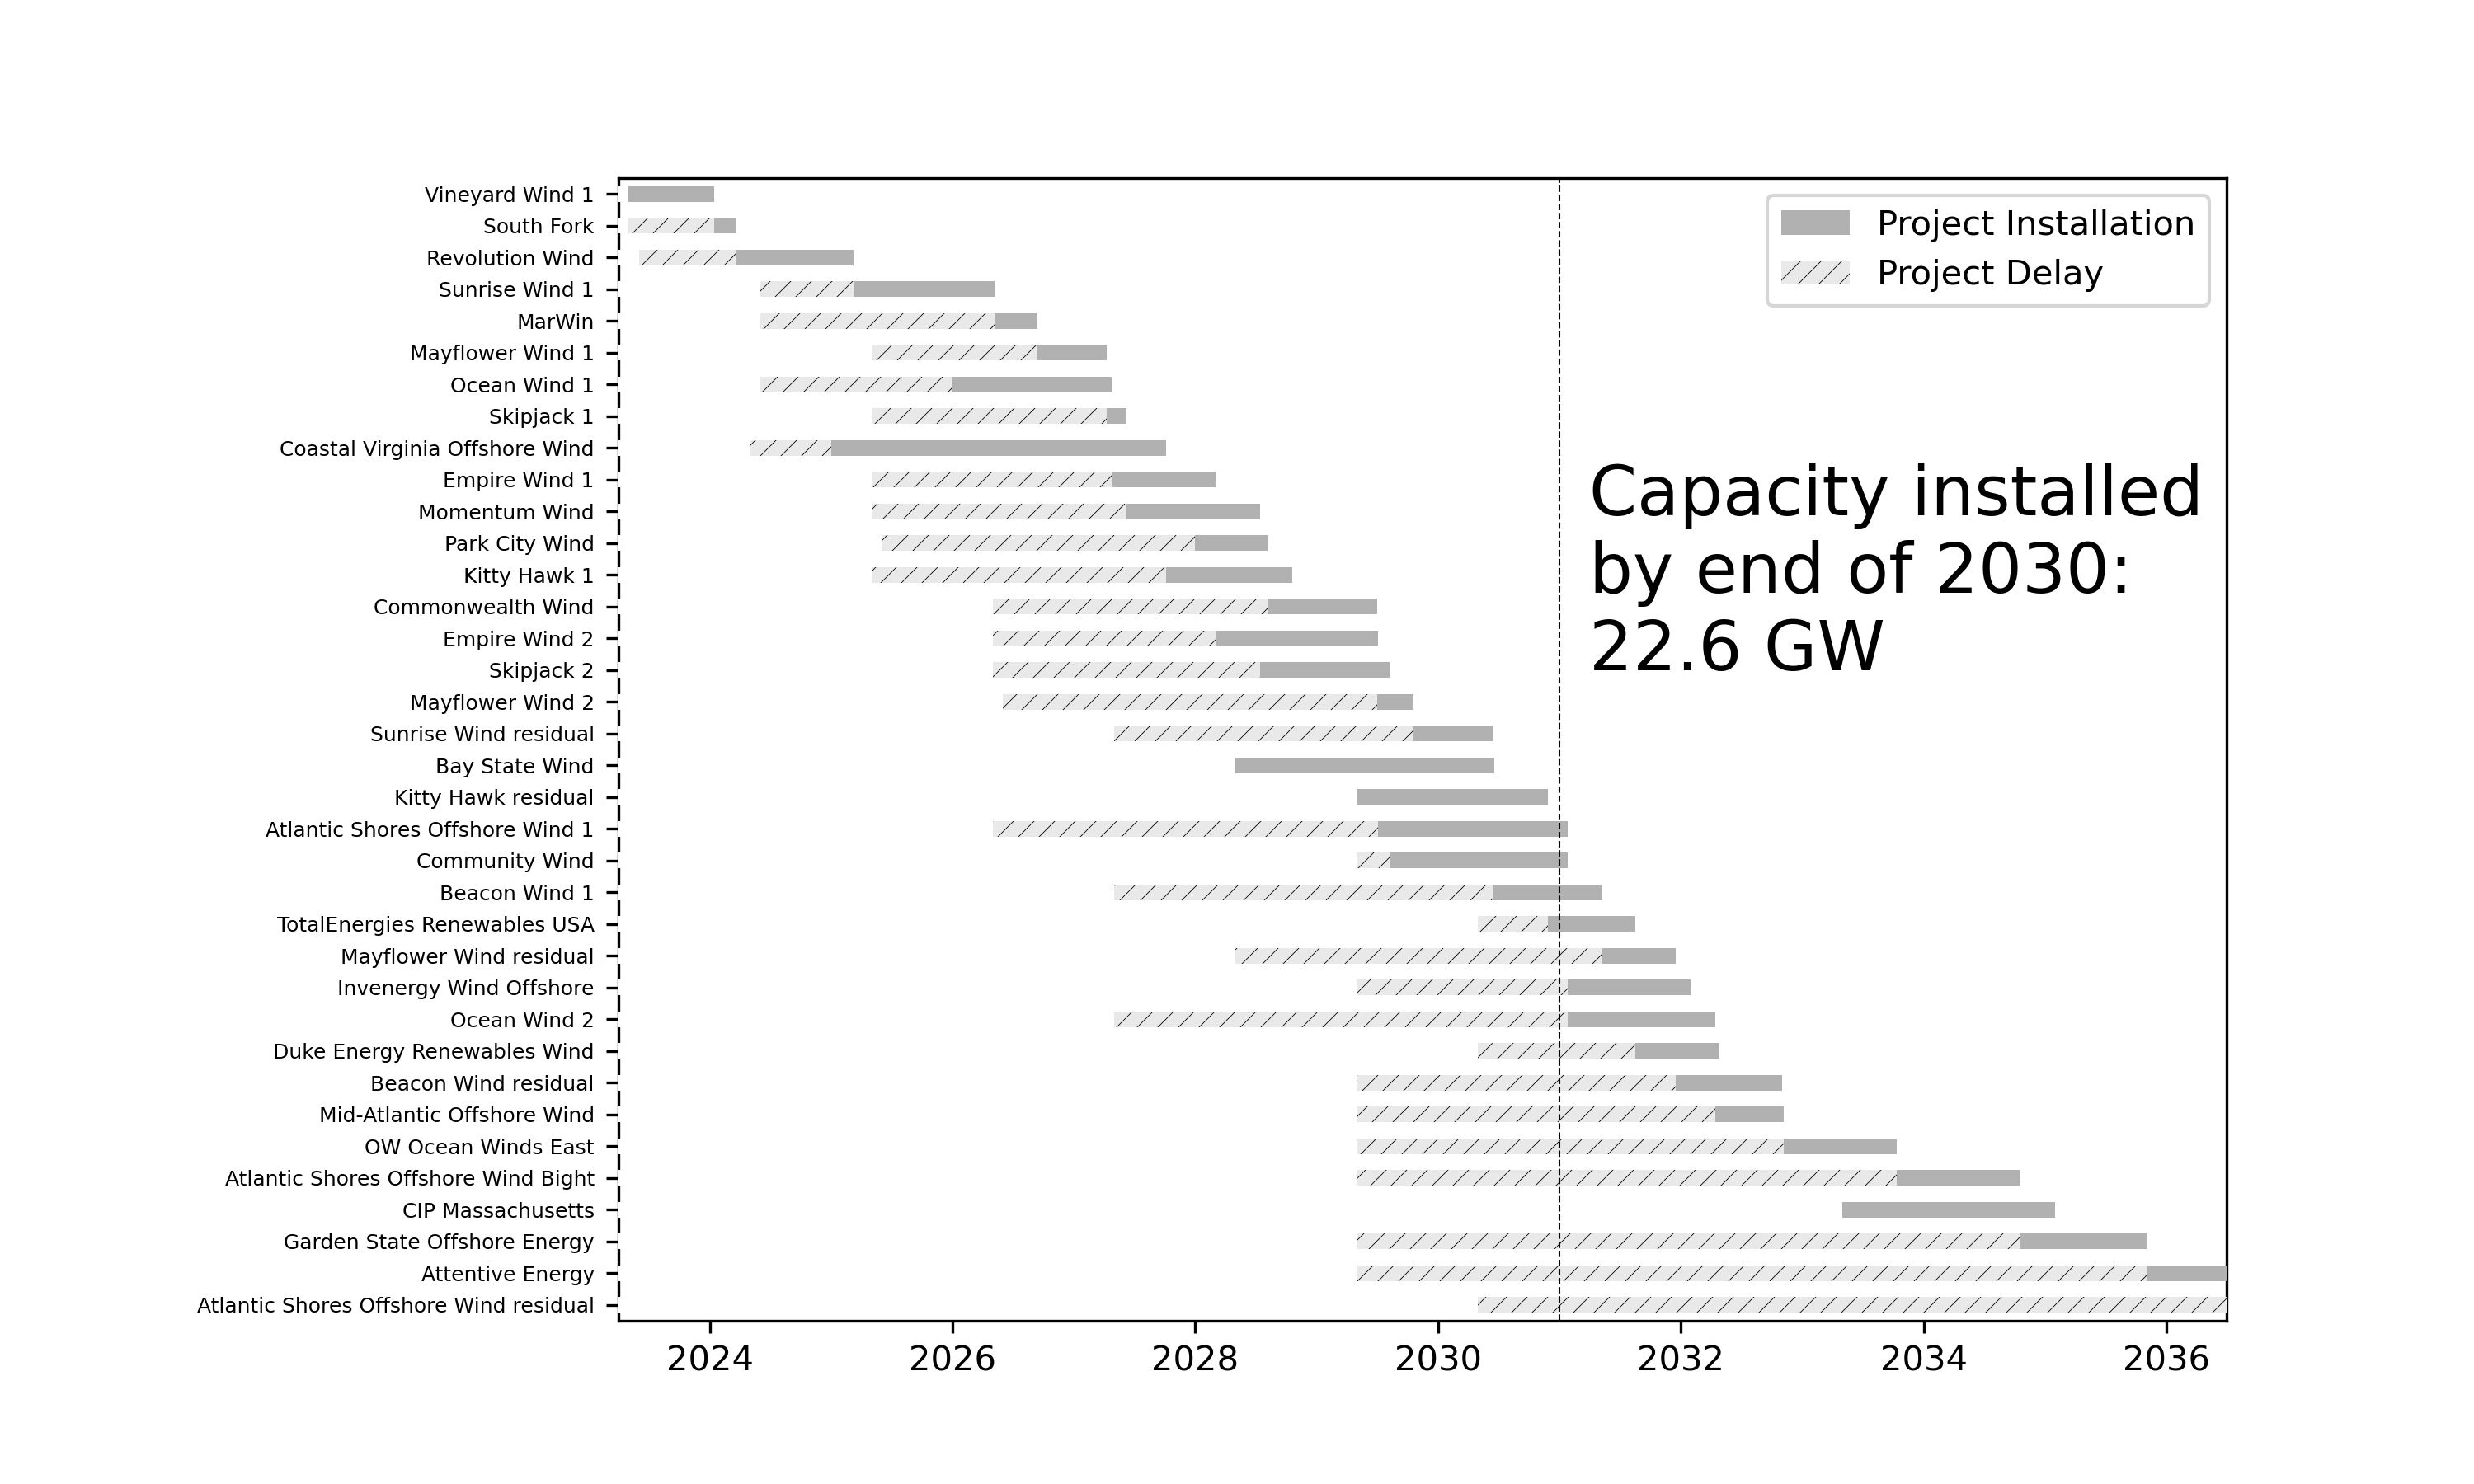 Vineyard Wind 1
South Fork
Revolution Wind
Sunrise Wind 1
MarWin
Mayflower Wind 1
Ocean Wind 1
Skipjack 1
Coastal Virginia Offshore Wind
Empire Wind 1
Momentum Wind
Park City Wind
Kitty Hawk 1
Commonwealth Wind
Empire Wind 2
Skipjack 2
Mayflower Wind 2
Sunrise Wind residual
Bay State Wind
Kitty Hawk residual
Atlantic Shores Offshore Wind 1
Community Wind
Beacon Wind 1
TotalEnergies Renewables USA
Mayflower Wind residual
Invenergy Wind Offshore
Ocean Wind 2
Duke Energy Renewables Wind
Beacon Wind residual
Mid-Atlantic Offshore Wind
OW Ocean Winds East
Atlantic Shores Offshore Wind Bight
CIP Massachusetts
Garden State Offshore Energy
Attentive Energy
Atlantic Shores Offshore Wind residual
Project Installation
Project Delay
Capacity installed
by end of 2030:
22.6 GW
2024 2026 2028 2030 2032 2034 2036